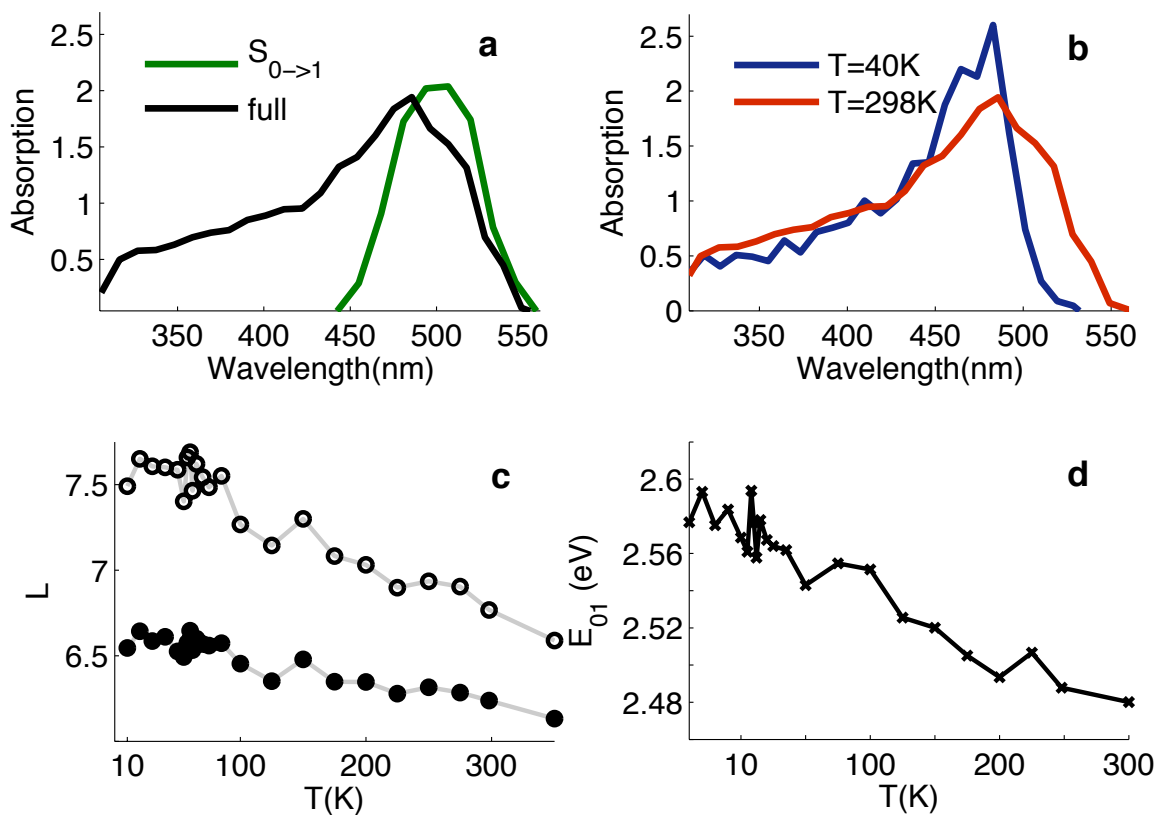 a
S0->1
full
2.5
2
1.5
1
0.5
Absorption
350 400 450 500 550
Wavelength(nm)
b
T=40K
T=298K
2.5
2
1.5
1
0.5
0
Absorption
350 400 450 500 550
Wavelength(nm)
c
7.5
7
6.5
L
10 100 200 300
T(K)
d
2.6
2.56
2.52
2.48
E01 (eV)
10 100 200 300
T(K)